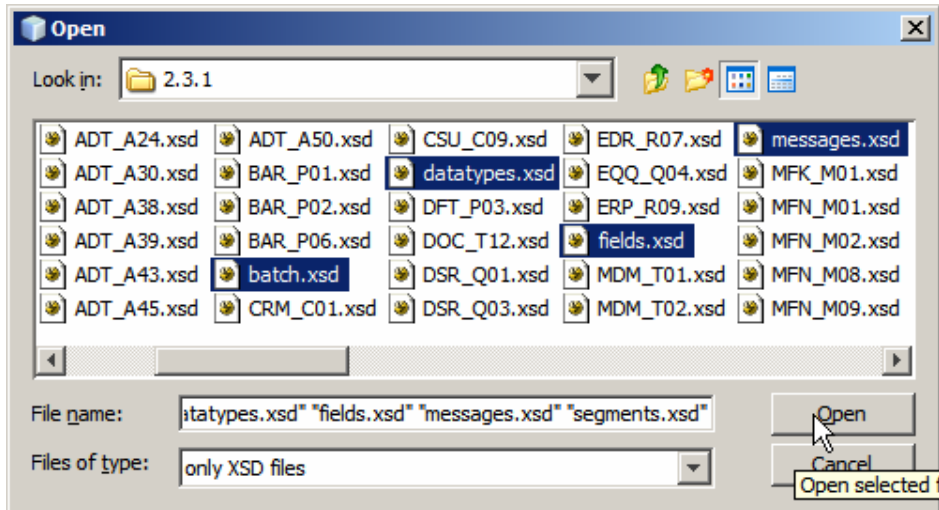 Open
Look in: 2.3.1
ADT_A24.xsd ADT_A50.xsd CSU_C09.xsd EDR_R07.xsd messages.xsd
ADT_A30.xsd BAR_P01.xsd datatypes.xsd EQQ_Q04.xsd MFK_M01.xsd
ADT_A38.xsd BAR_P02.xsd DFT_P03.xsd ERP_R09.xsd MFN_M01.xsd
ADT_A39.xsd BAR_P06.xsd DOC_T12.xsd fields.xsd MFN_M02.xsd
ADT_A43.xsd batch.xsd DSR_Q01.xsd MDM_T01.xsd MFN_M08.xsd
ADT_A45.xsd CRM_C01.xsd DSR_Q03.xsd MDM_T02.xsd MFN_M09.xsd
File name: atatypes.xsd" "fields.xsd" "messages.xsd" "segments.xsd" Open
Files of type: only XSD files Cancel
Open selected f